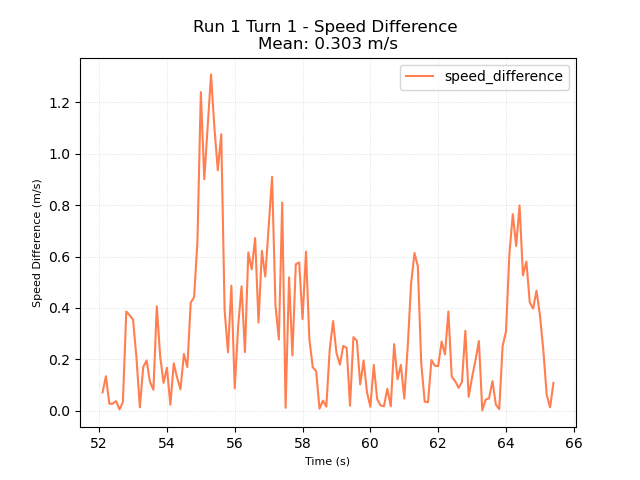 Run 1 Turn 1 - Speed Difference
Mean: 0.303 m/s
speed_difference
1.2
1.0
0.8
0.6
0.4
0.2
0.0
Speed Difference (m/s)
52 54 56 58 60 62 64 66
Time (s)